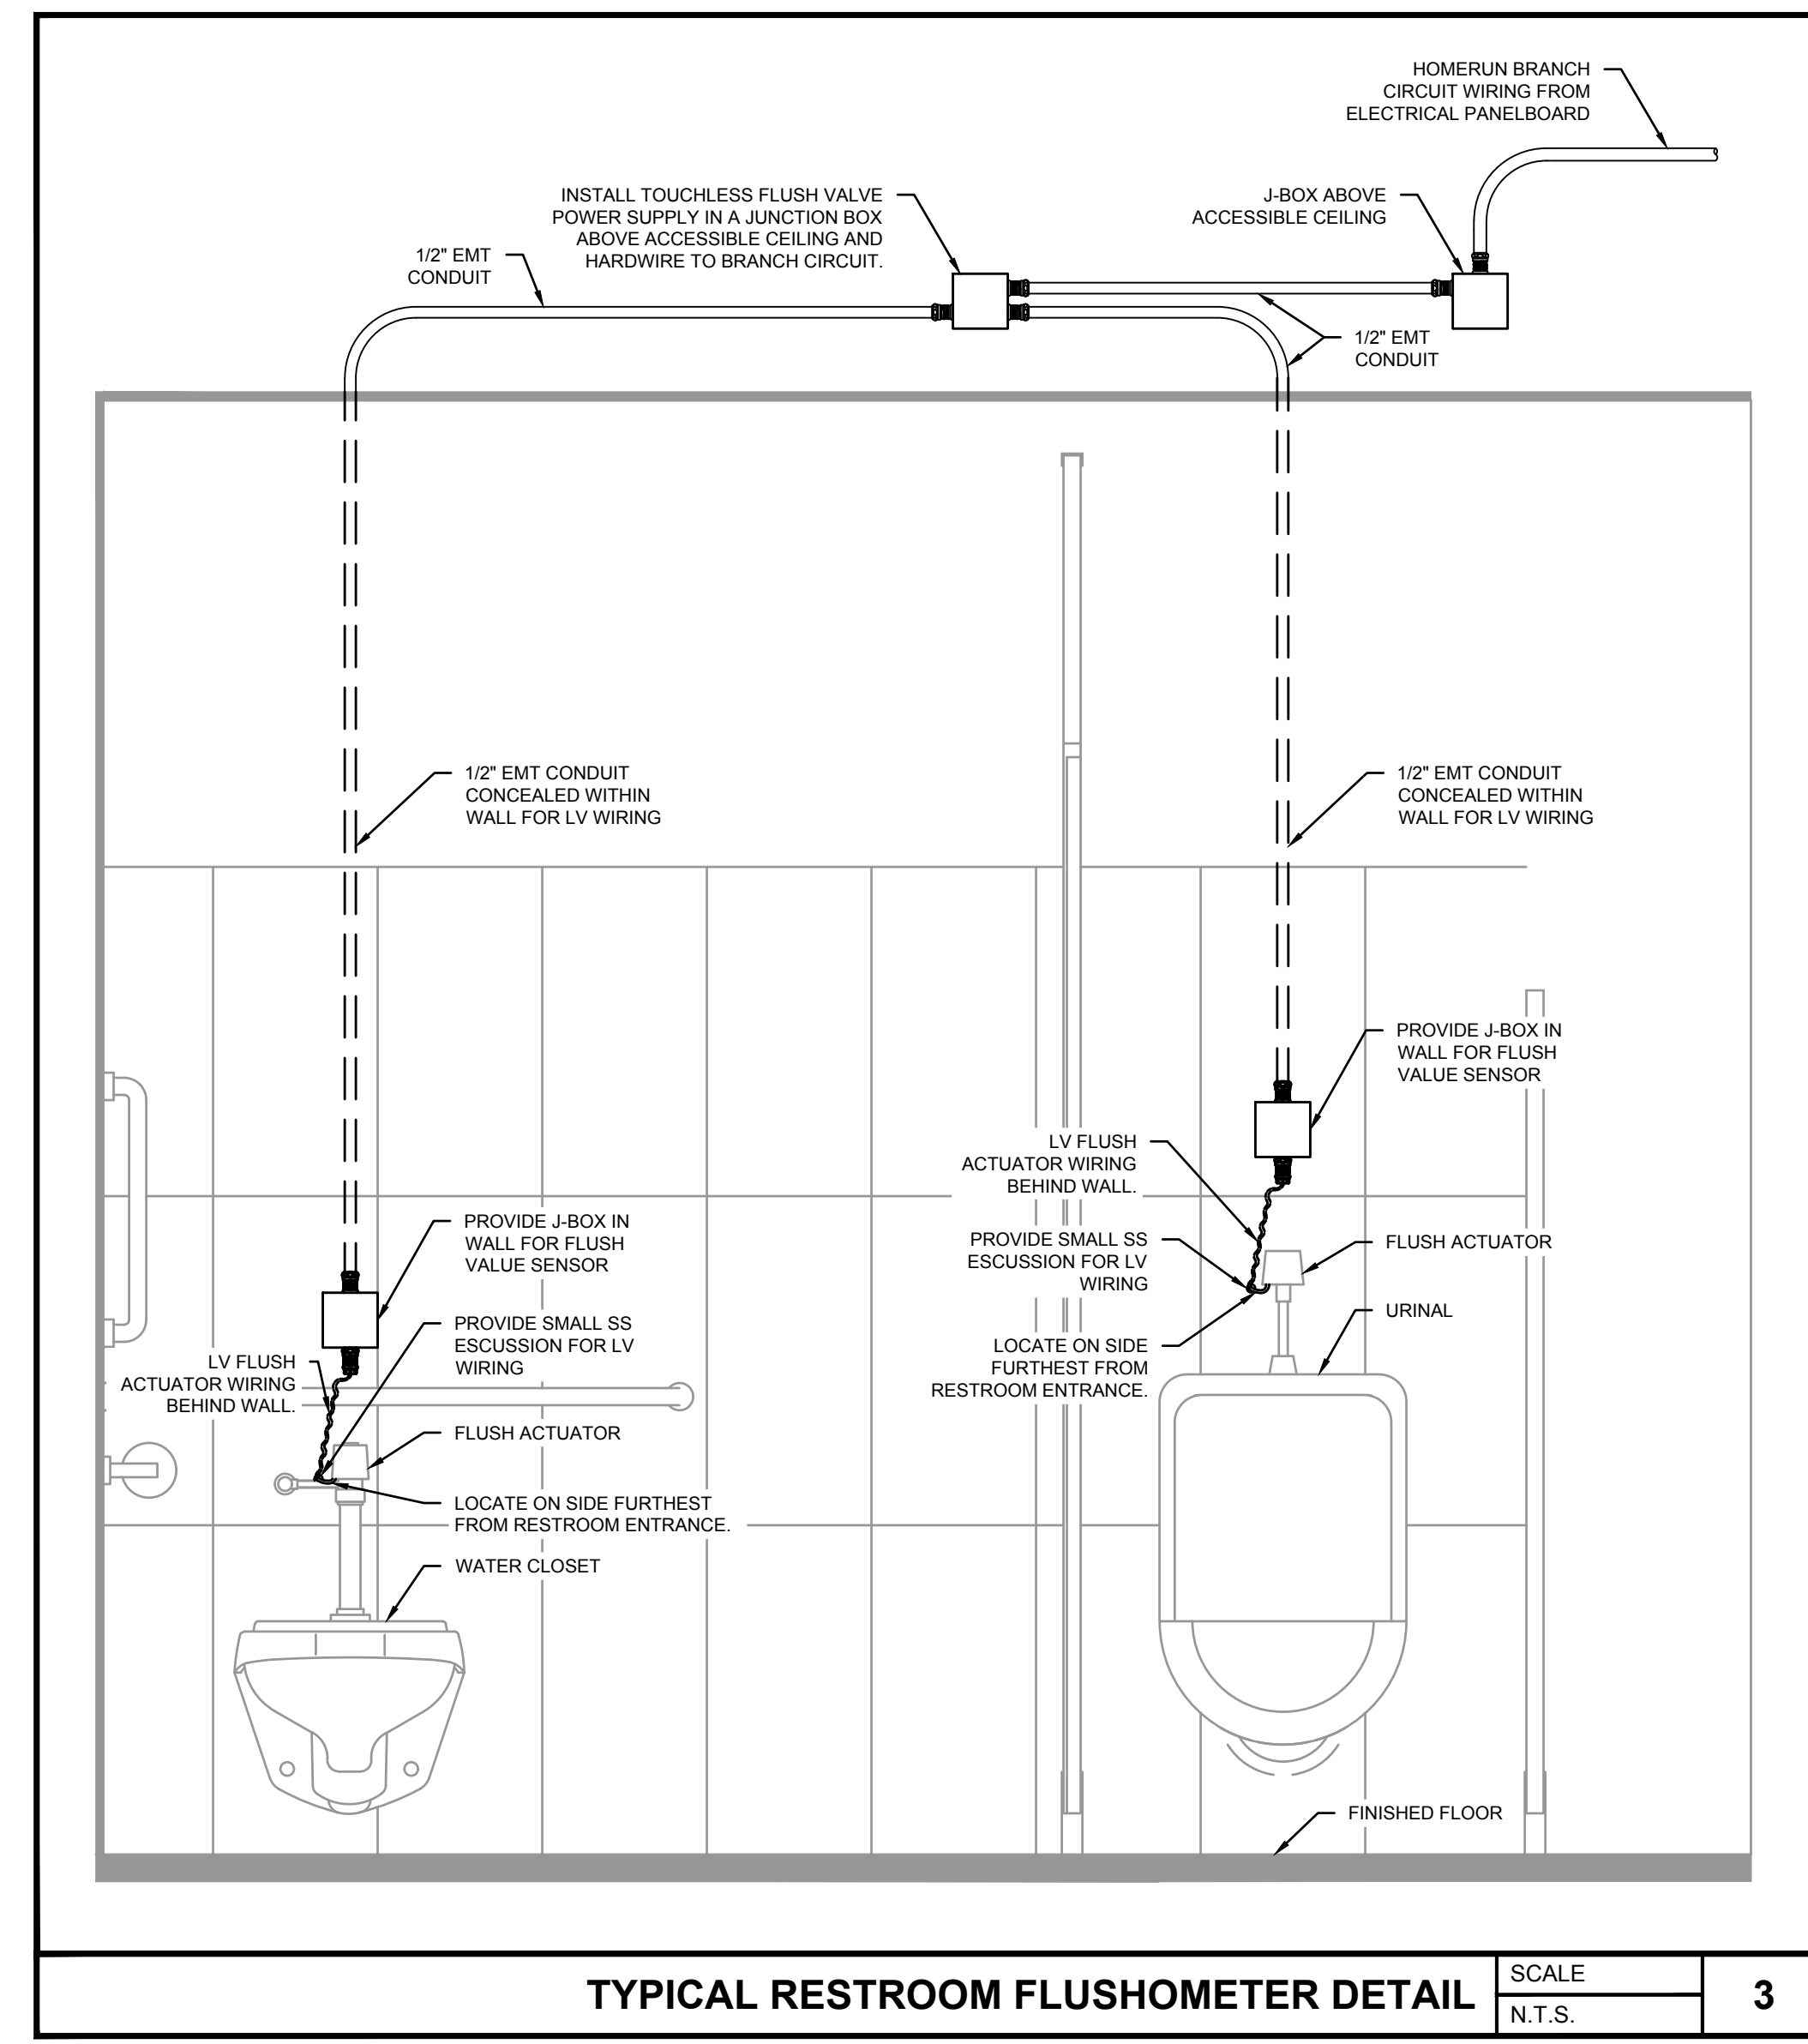 HOMERUN BRANCH
CIRCUIT WIRING FROM
ELECTRICAL PANELBOARD
INSTALL TOUCHLESS FLUSH VALVE
POWER SUPPLY IN A JUNCTION BOX
ABOVE ACCESSIBLE CEILING AND
HARDWIRE TO BRANCH CIRCUIT.
J-BOX ABOVE
ACCESSIBLE CEILING
1/2" EMT
CONDUIT
1/2" EMT
CONDUIT
1/2" EMT CONDUIT
CONCEALED WITHIN
WALL FOR LV WIRING
1/2" EMT CONDUIT
CONCEALED WITHIN
WALL FOR LV WIRING
PROVIDE J-BOX IN
WALL FOR FLUSH
VALUE SENSOR
LV FLUSH
ACTUATOR WIRING
BEHIND WALL.
PROVIDE SMALL SS
ESCUSSION FOR LV
WIRING
FLUSH ACTUATOR
URINAL
LOCATE ON SIDE
FURTHEST FROM
RESTROOM ENTRANCE.
PROVIDE J-BOX IN
WALL FOR FLUSH
VALUE SENSOR
PROVIDE SMALL SS
ESCUSSION FOR LV
WIRING
LV FLUSH
ACTUATOR WIRING
BEHIND WALL.
FLUSH ACTUATOR
LOCATE ON SIDE FURTHEST
FROM RESTROOM ENTRANCE.
WATER CLOSET
FINISHED FLOOR
TYPICAL RESTROOM FLUSHOMETER DETAIL
SCALE
N.T.S.
3